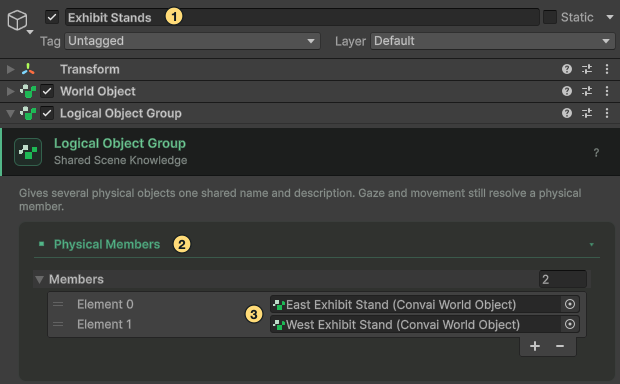 Exhibit Stands 1 Static
Tag Untagged Layer Default
Transform
World Object
Logical Object Group
Logical Object Group
Shared Scene Knowledge ?
Gives several physical objects one shared name and description. Gaze and movement still resolve a physical
member.
Physical Members 2
Members 2
Element 0 East Exhibit Stand (Convai World Object)
3
Element 1 West Exhibit Stand (Convai World Object)
+ −